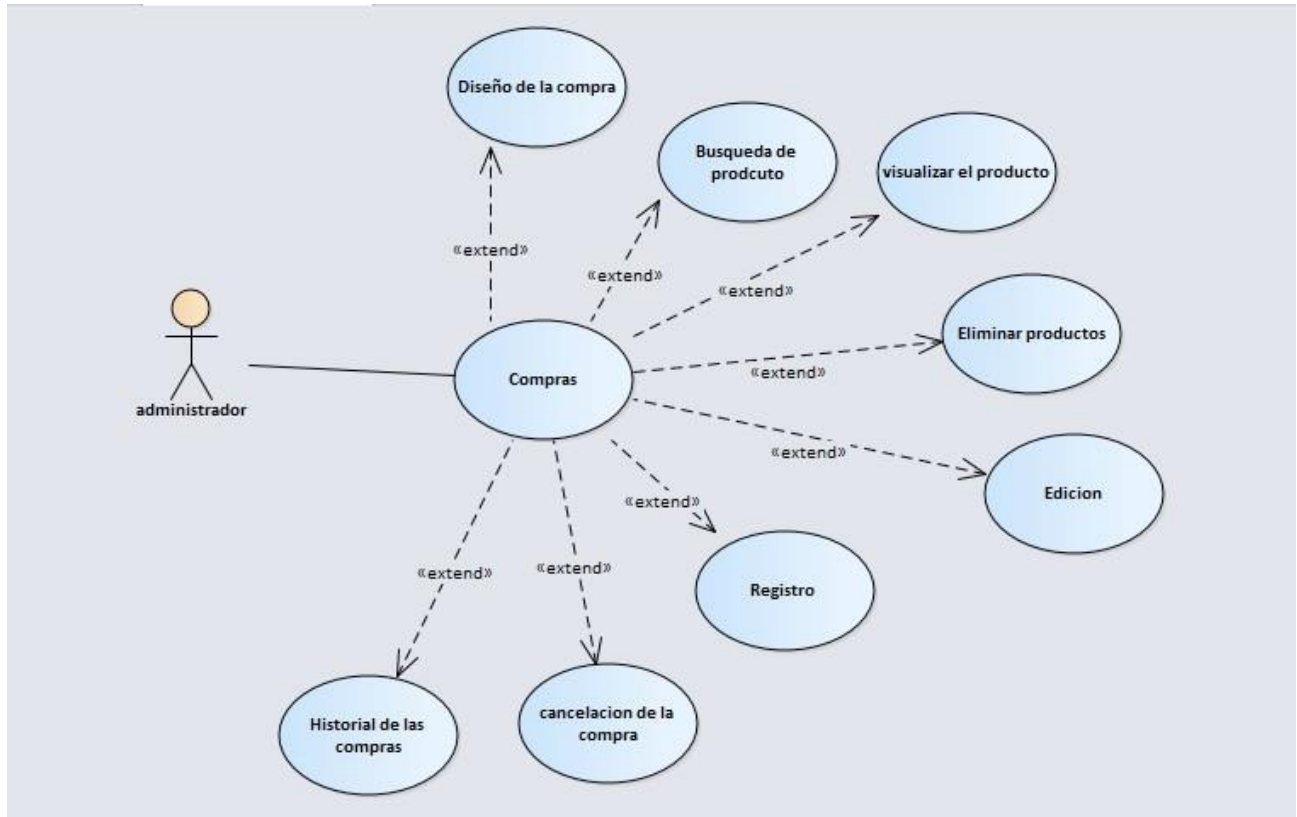 Diseño de la compra
Busqueda de
prodcuto
visualizar el producto
«extend»
«extend»
«extend»
Eliminar productos
«extend»
administrador
Compras
«extend»
Edicion
«extend»
Registro
«extend»
«extend»
Historial de las
compras
cancelacion de la
compra